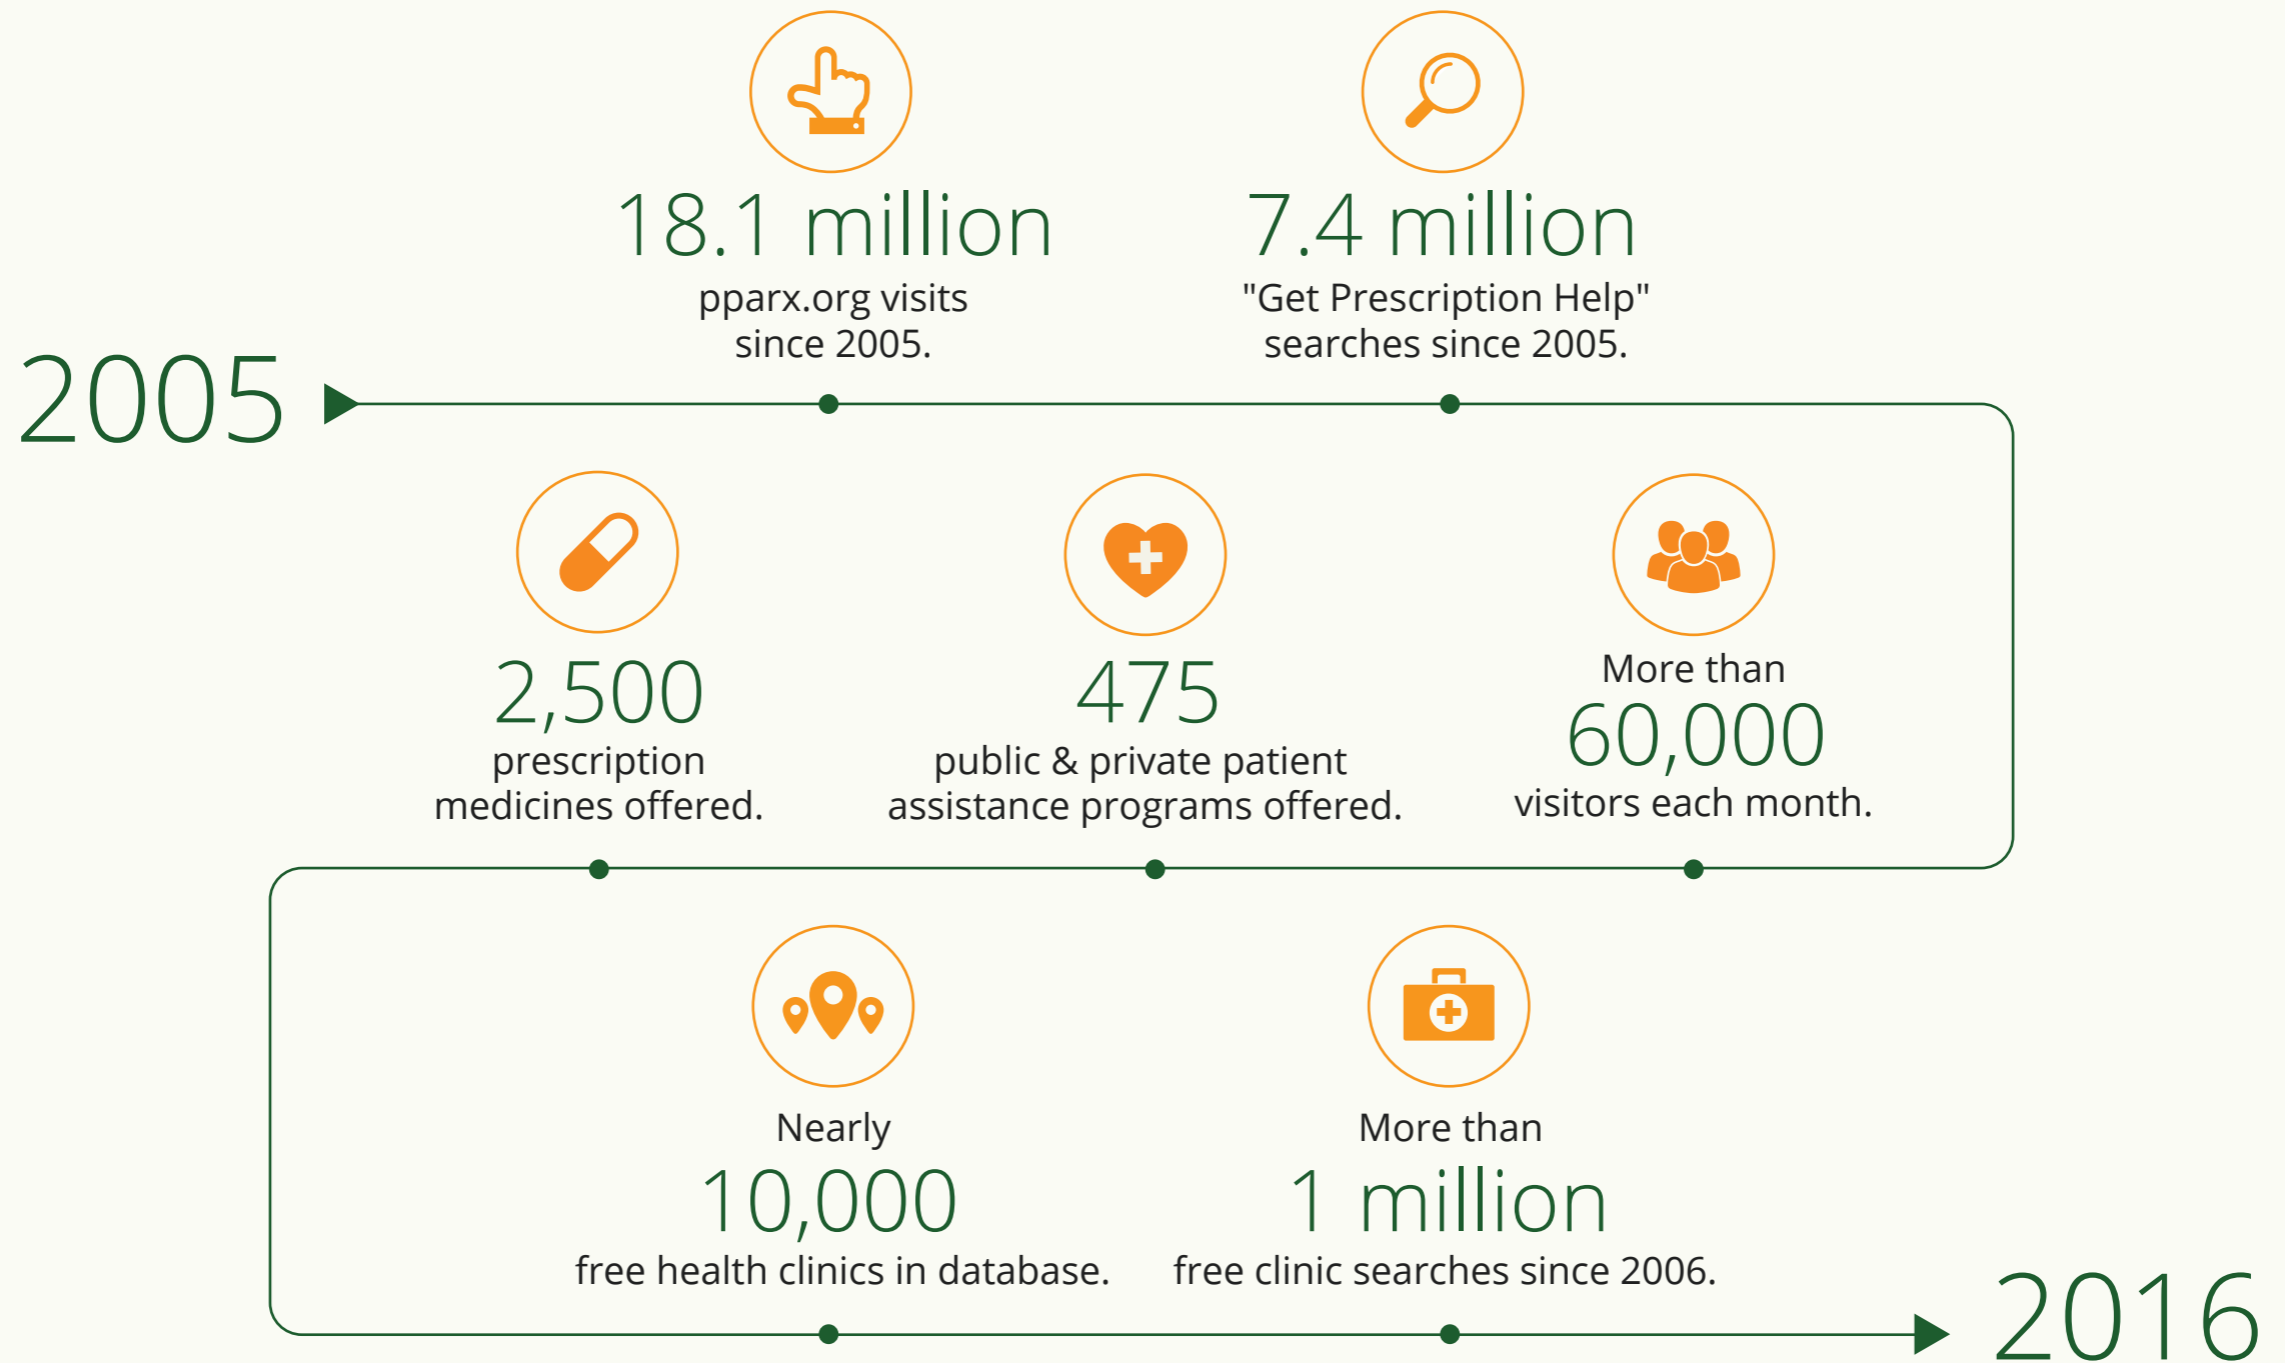 18.1 million
pparx.org visits
since 2005.
7.4 million
"Get Prescription Help"
searches since 2005.
2005
2,500
prescription
medicines offered.
475
public & private patient
assistance programs offered.
More than
60,000
visitors each month.
Nearly
10,000
free health clinics in database.
More than
1 million
free clinic searches since 2006.
2016